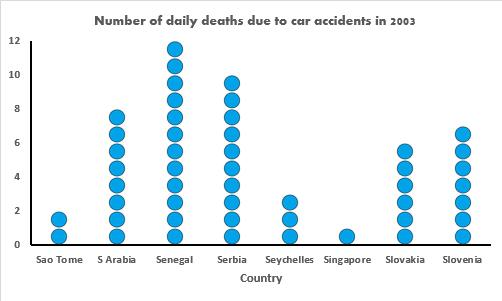 Number of daily deaths due to car accidents in 2003
12
10
8
6
4
2
0
Sao Tome S Arabia Senegal Serbia Seychelles Singapore Slovakia Slovenia
Country